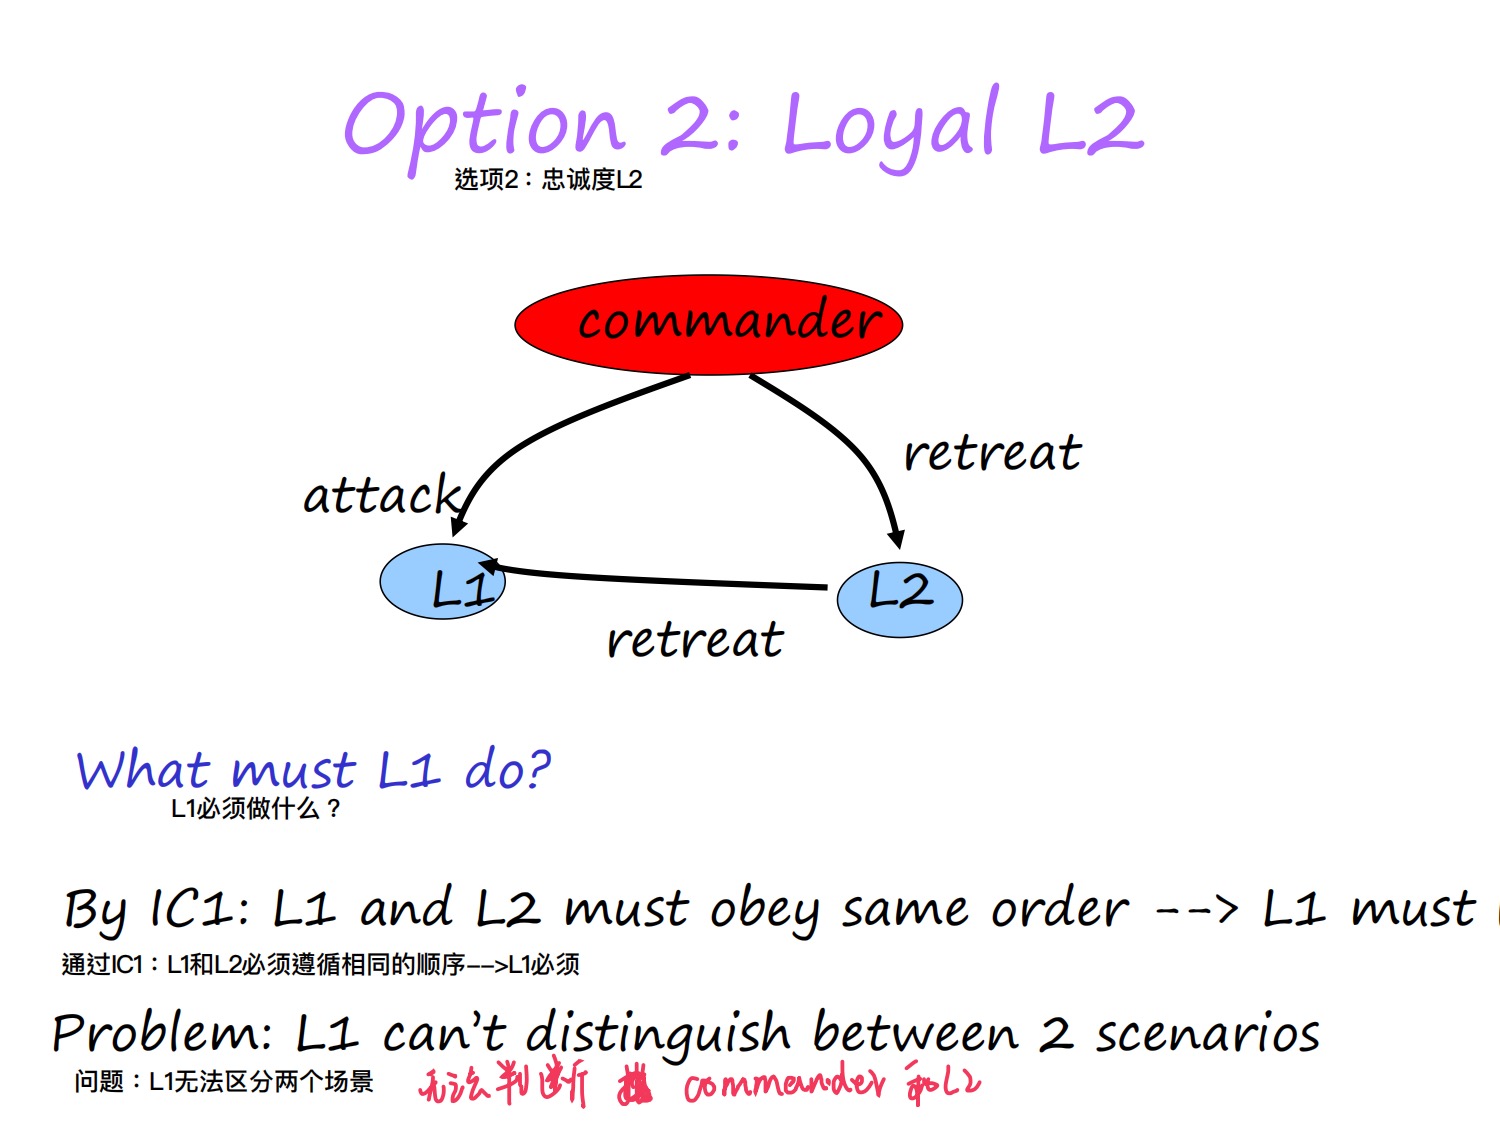 Option 2: Loyal L2
选项2：忠诚度L2
commander
retreat
attack
L1
L2
retreat
What must L1 do?
L1必须做什么？
By IC1: L1 and L2 must obey same order --> L1 must
通过IC1：L1和L2必须遵循相同的顺序-->L1必须
Problem: L1 can't distinguish between 2 scenarios
问题：L1无法区分两个场景
无法判断 commander 和L2